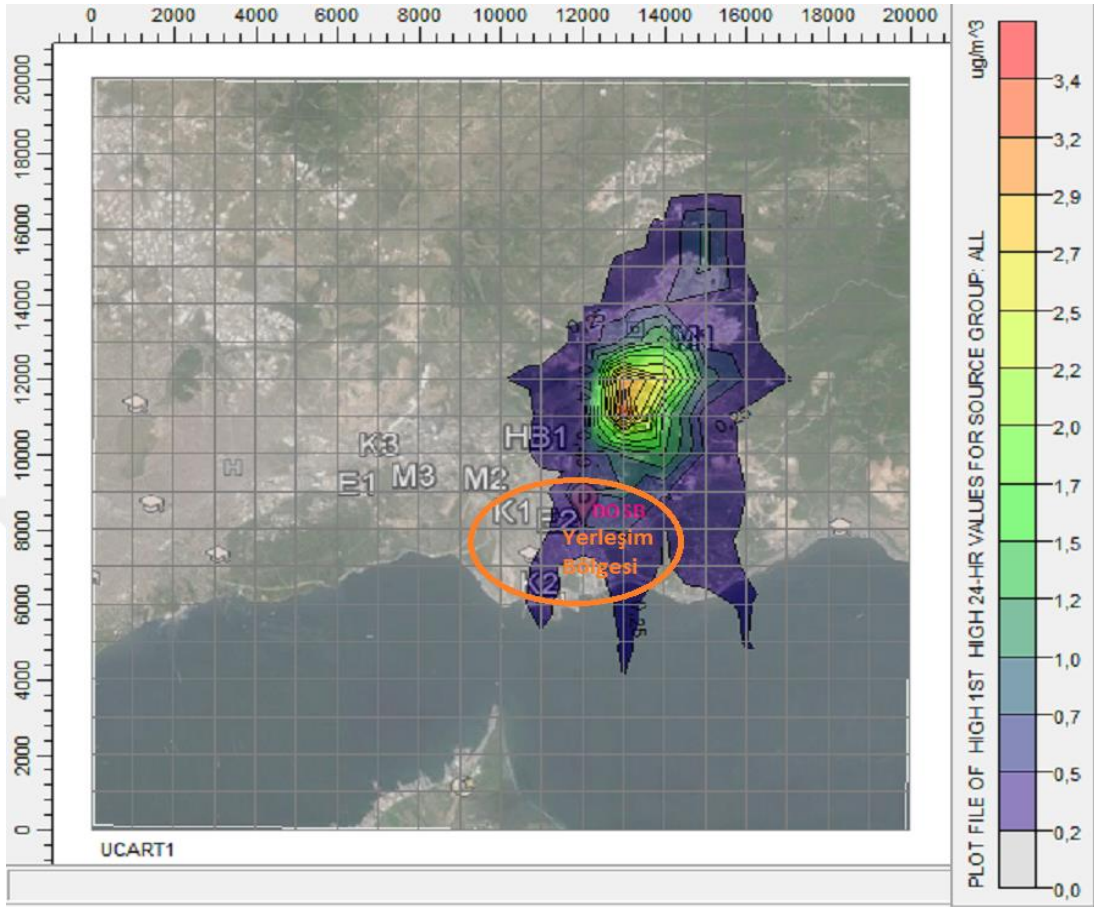 0 2000 4000 6000 8000 10000 12000 14000 16000 18000 20000
ug/m^3
20000
18000
16000
14000
12000
10000
8000
6000
4000
2000
0
K3
H
E1
M3
M2
HB1
K1
E2
BOSB
Yerleşim
Bölgesi
K2
UCART1
PLOT FILE OF HIGH 1ST HIGH 24-HR VALUES FOR SOURCE GROUP: ALL
3,4
3,2
2,9
2,7
2,5
2,2
2,0
1,7
1,5
1,2
1,0
0,7
0,5
0,2
0,0